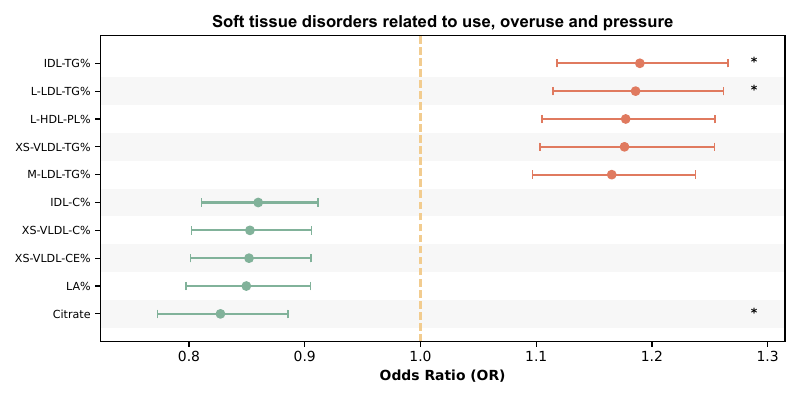 Soft tissue disorders related to use, overuse and pressure
IDL-TG% *
L-LDL-TG% *
L-HDL-PL%
XS-VLDL-TG%
M-LDL-TG%
IDL-C%
XS-VLDL-C%
XS-VLDL-CE%
LA%
Citrate *
0.8 0.9 1.0 1.1 1.2 1.3
Odds Ratio (OR)